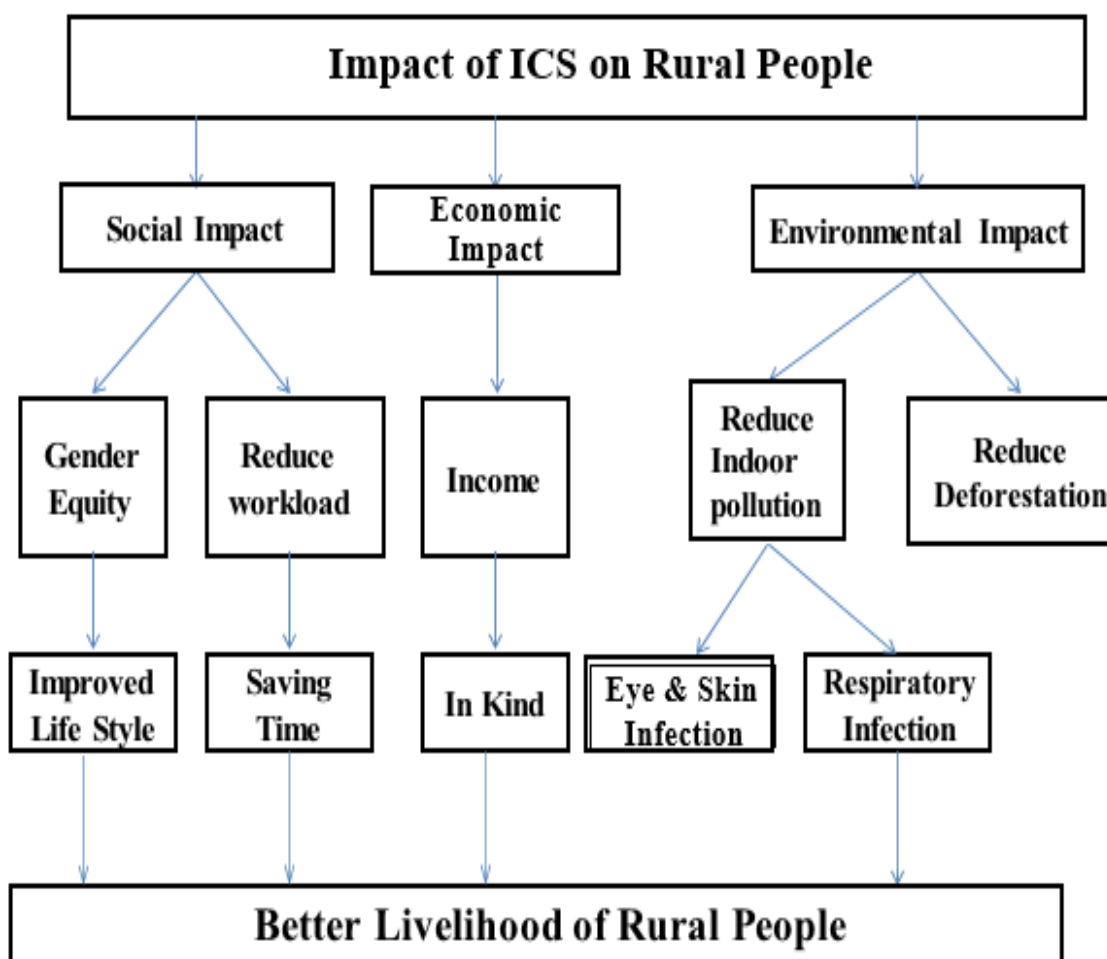 Impact of ICS on Rural People
Social Impact
Economic
Impact
Environmental Impact
Gender
Equity
Reduce
workload
Income
Reduce
Indoor
pollution
Reduce
Deforestation
Improved
Life Style
Saving
Time
In Kind
Eye & Skin
Infection
Respiratory
Infection
Better Livelihood of Rural People